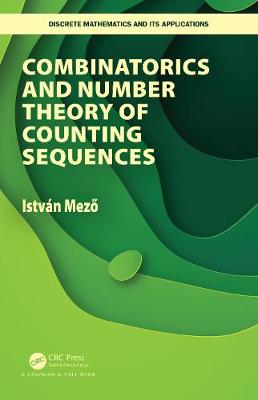 DISCRETE MATHEMATICS AND ITS APPLICATIONS
COMBINATORICS
AND NUMBER
THEORY OF
COUNTING
SEQUENCES
István Mező
CRC Press
Taylor & Francis Group
A CHAPMAN & HALL BOOK